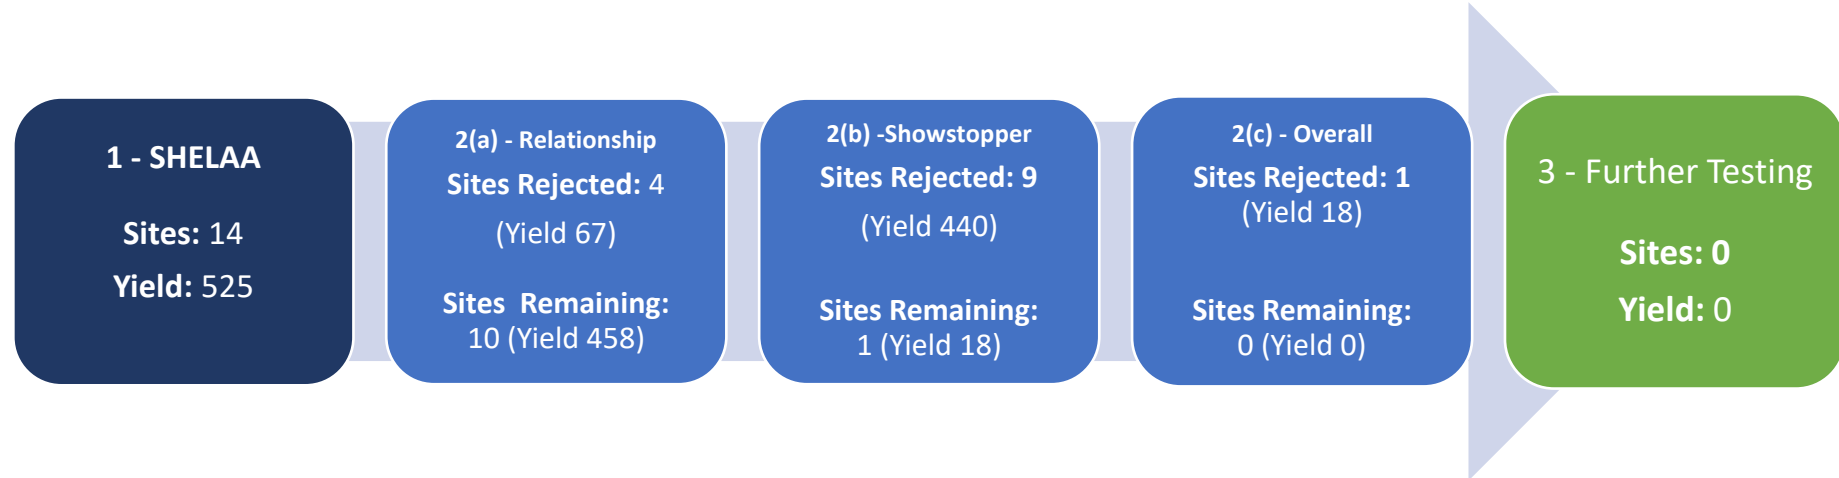 1 - SHELAA
Sites: 14
Yield: 525
2(a) - Relationship
Sites Rejected: 4
(Yield 67)
Sites Remaining:
10 (Yield 458)
2(b) -Showstopper
Sites Rejected: 9
(Yield 440)
Sites Remaining:
1 (Yield 18)
2(c) - Overall
Sites Rejected: 1
(Yield 18)
Sites Remaining:
0 (Yield 0)
3 - Further Testing
Sites: 0
Yield: 0